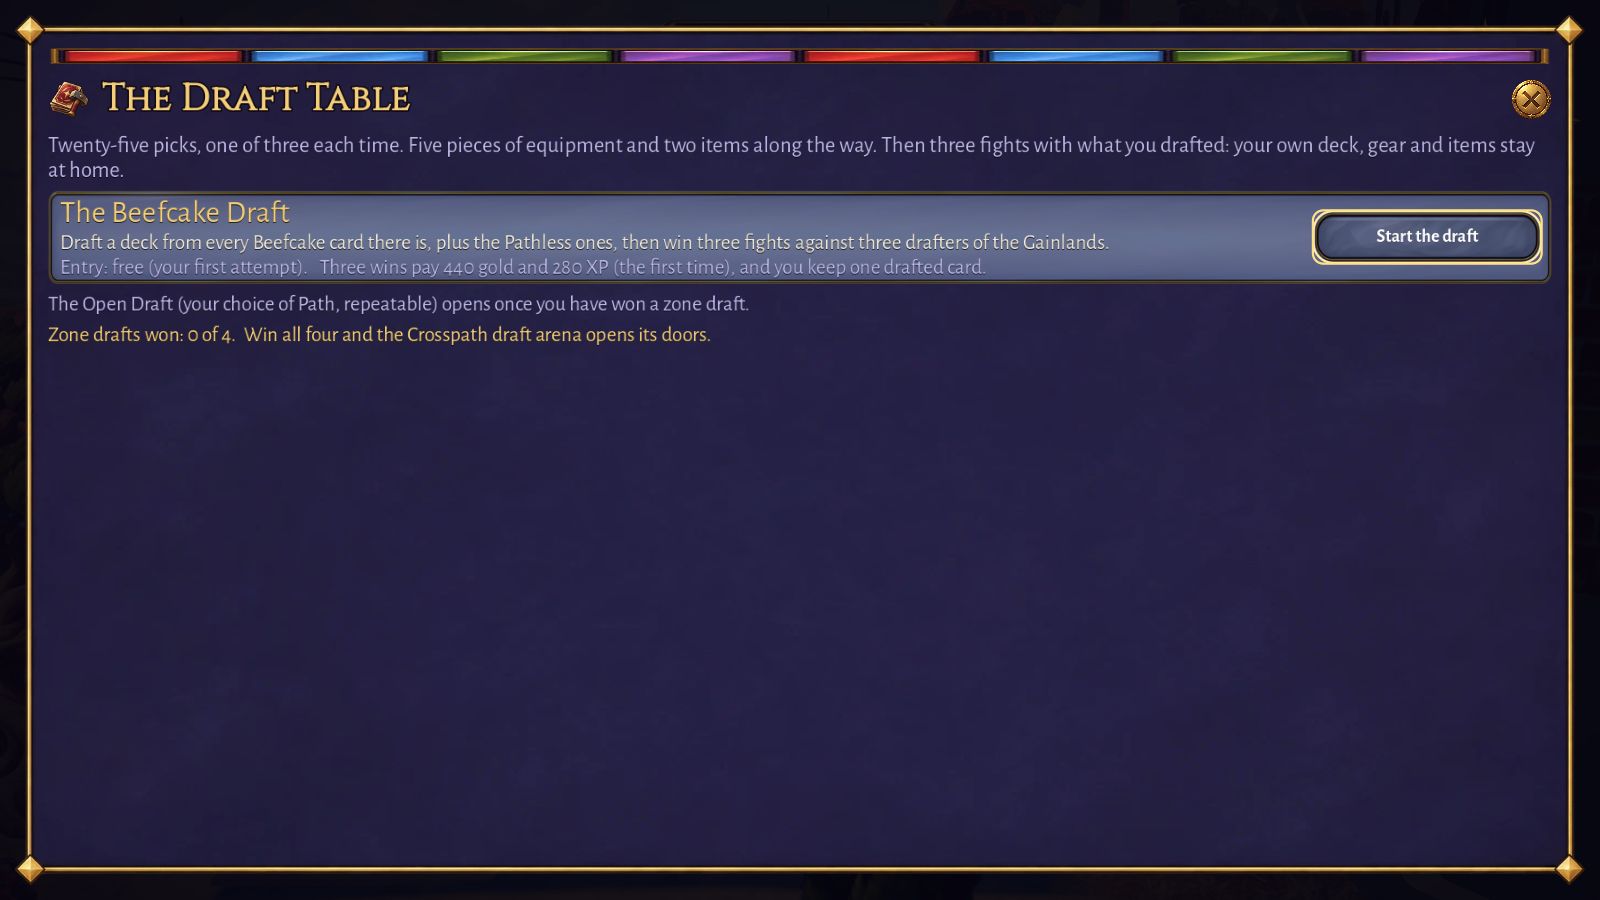 The Draft Table
Twenty-five picks, one of three each time. Five pieces of equipment and two items along the way. Then three fights with what you drafted: your own deck, gear and items stay
at home.
The Beefcake Draft
Draft a deck from every Beefcake card there is, plus the Pathless ones, then win three fights against three drafters of the Gainlands.
Entry: free (your first attempt).   Three wins pay 440 gold and 280 XP (the first time), and you keep one drafted card.
Start the draft
The Open Draft (your choice of Path, repeatable) opens once you have won a zone draft.
Zone drafts won: 0 of 4.  Win all four and the Crosspath draft arena opens its doors.